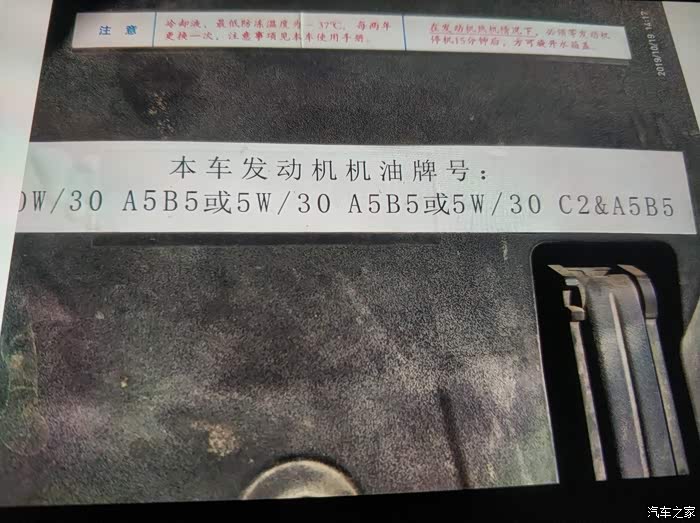 注 意
冷却液、最低防冻温度为－37℃，每两年
更换一次，注意事项见本车使用手册。
在发动机热机情况下，必须等发动机
停机15分钟后，方可破开水箱盖。
2019/10/19 14:17
本车发动机机油牌号：
0W/30 A5B5或5W/30 A5B5或5W/30 C2&A5B5
汽车之家